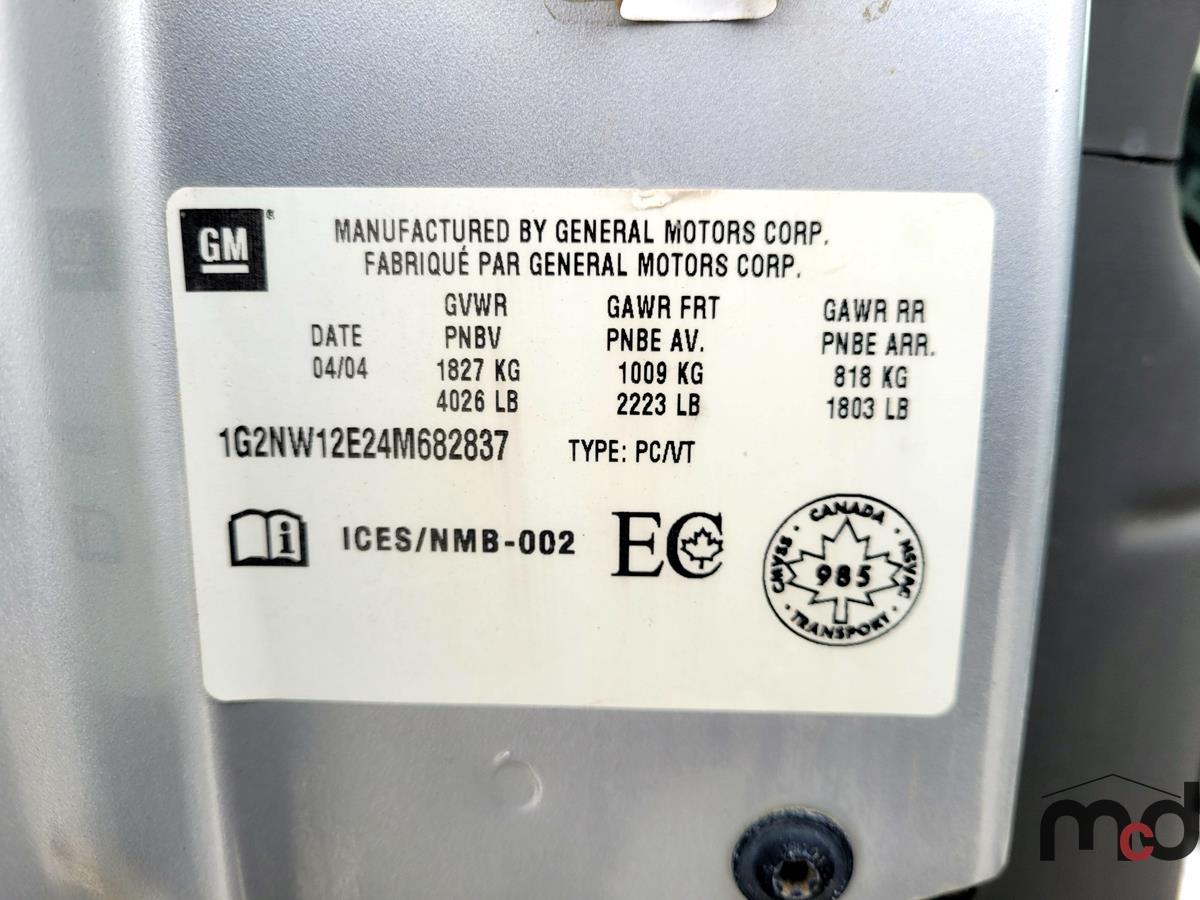 GM®
MANUFACTURED BY GENERAL MOTORS CORP.
FABRIQUÉ PAR GENERAL MOTORS CORP.
DATE
04/04
GVWR
PNBV
1827 KG
4026 LB
GAWR FRT
PNBE AV.
1009 KG
2223 LB
GAWR RR
PNBE ARR.
818 KG
1803 LB
1G2NW12E24M682837 TYPE: PC/VT
i ICES/NMB-002
EC
CANADA · MSVAC · TRANSPORT · CMVSS ·
985
mcd